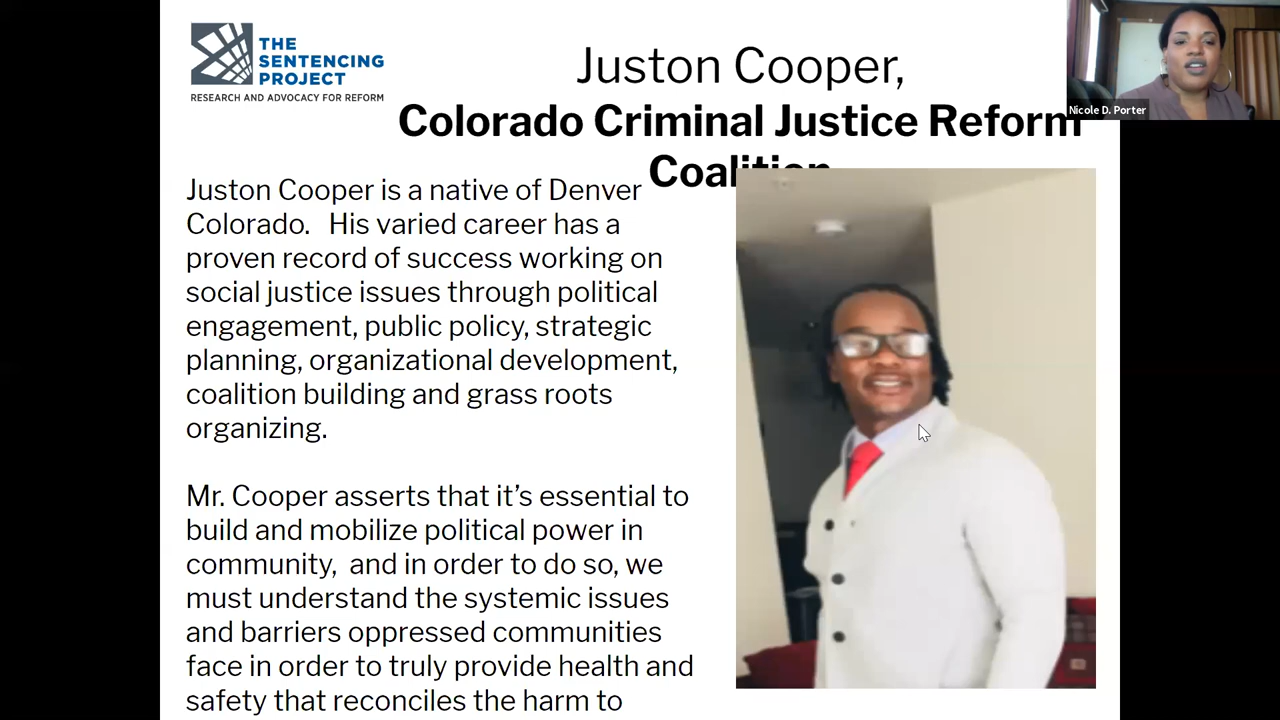 THE
SENTENCING
PROJECT
RESEARCH AND ADVOCACY FOR REFORM
Juston Cooper,
Colorado Criminal Justice Reform
Coalition
Nicole D. Porter
Juston Cooper is a native of Denver
Colorado. His varied career has a
proven record of success working on
social justice issues through political
engagement, public policy, strategic
planning, organizational development,
coalition building and grass roots
organizing.
Mr. Cooper asserts that it's essential to
build and mobilize political power in
community, and in order to do so, we
must understand the systemic issues
and barriers oppressed communities
face in order to truly provide health and
safety that reconciles the harm to